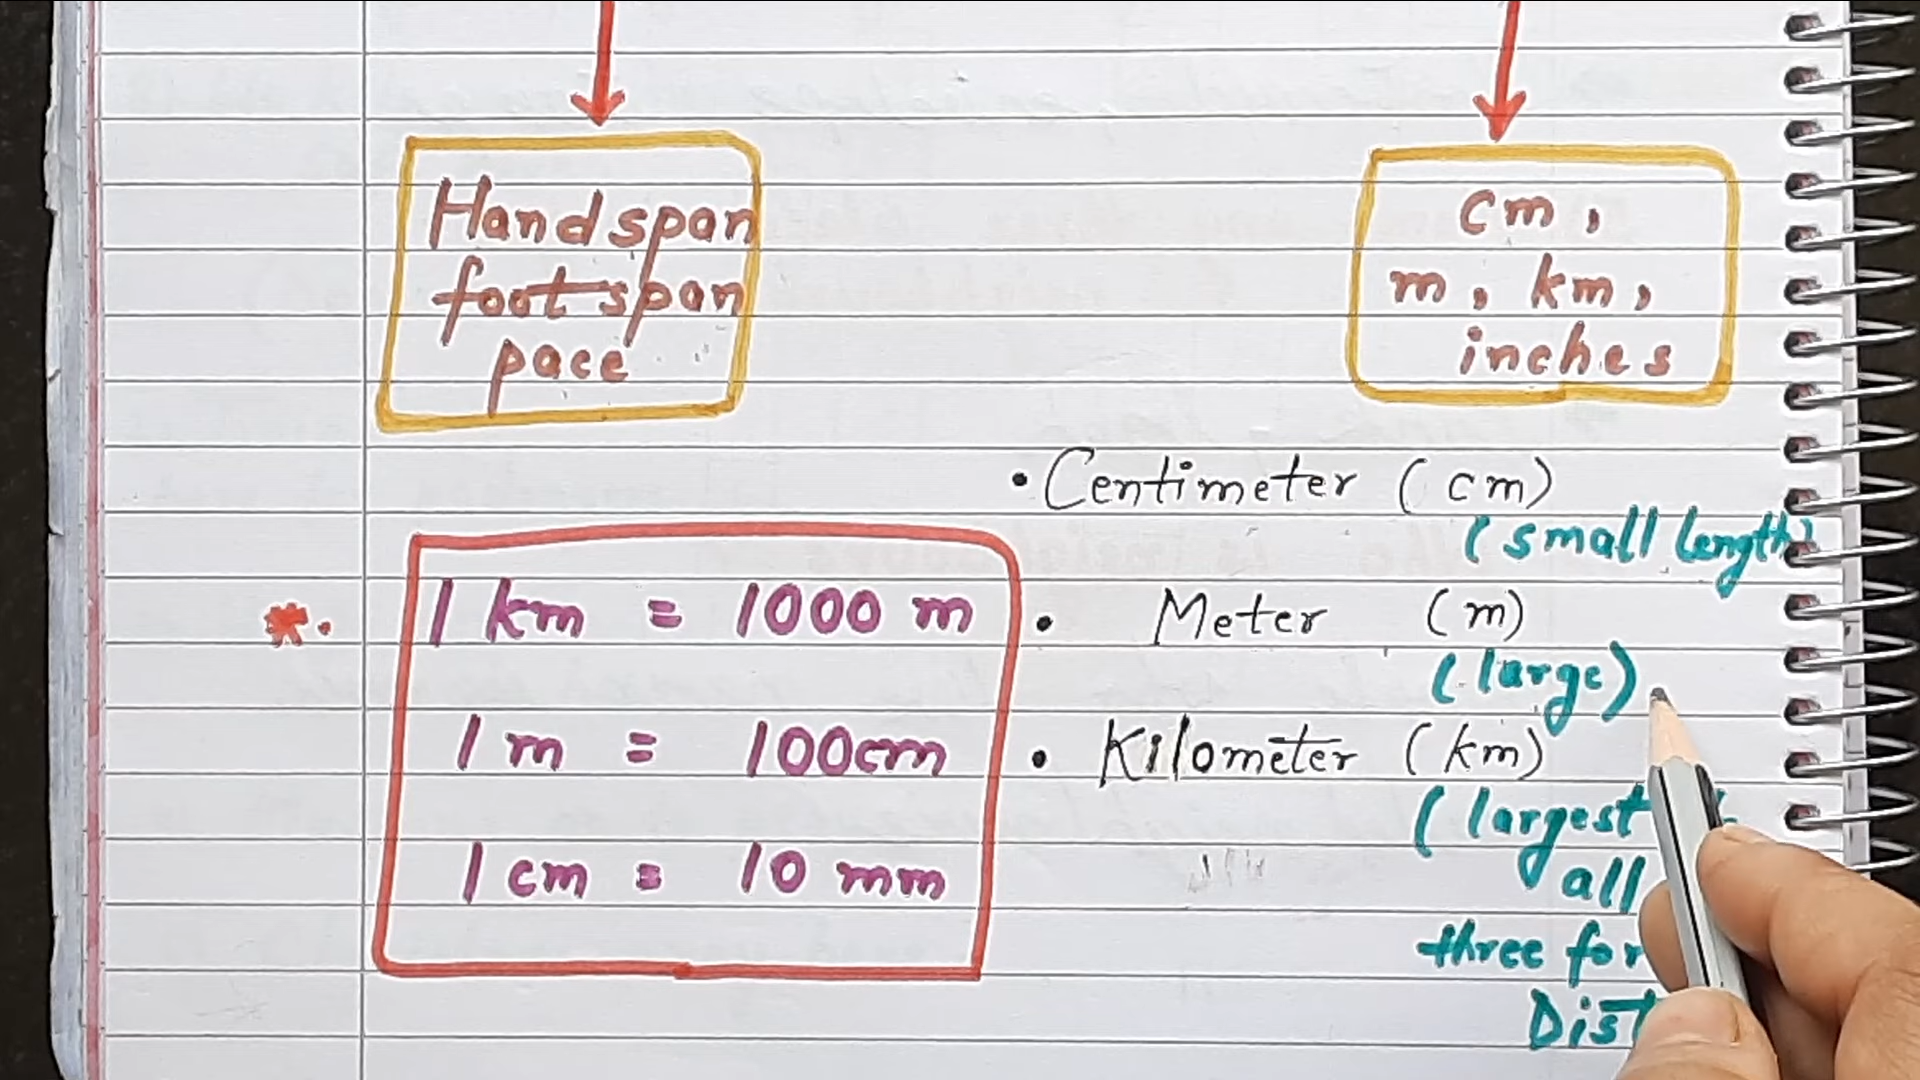 Handspan
foot span
pace
cm,
m, km,
inches
• Centimeter (cm)
(small length)
*. 1 km = 1000 m
• Meter (m)
(large)
1 m = 100cm
• Kilometer (km)
(largest
all
1 cm = 10 mm
three for